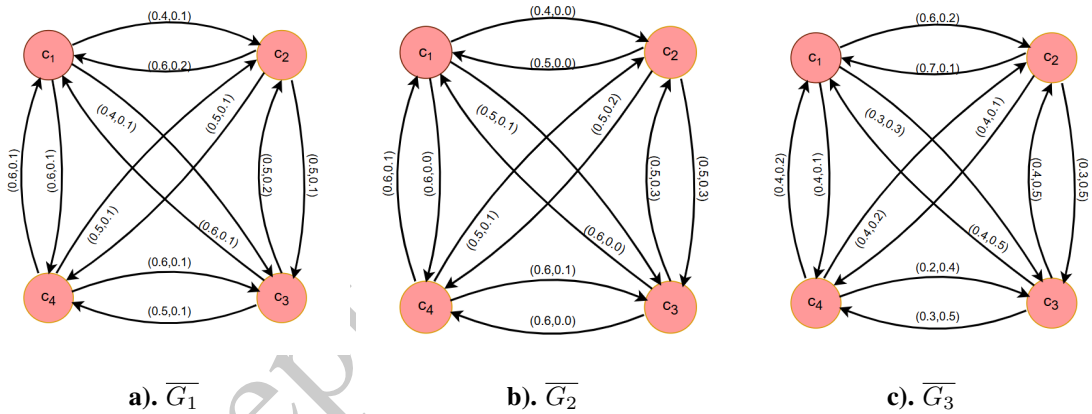 (0.4,0.1)
c1
(0.6,0.2)
c2
(0.4,0.1)
(0.5,0.1)
(0.6,0.1)
(0.6,0.1)
(0.5,0.2)
(0.5,0.1)
(0.5,0.1)
(0.6,0.1)
c4
(0.6,0.1)
c3
(0.5,0.1)
a). G₁
(0.4,0.0)
c1
(0.5,0.0)
c2
(0.5,0.1)
(0.5,0.2)
(0.6,0.1)
(0.6,0.0)
(0.5,0.3)
(0.5,0.3)
(0.5,0.1)
(0.6,0.0)
c4
(0.6,0.1)
c3
(0.6,0.0)
b). G₂
(0.6,0.2)
c1
(0.7,0.1)
c2
(0.3,0.3)
(0.4,0.1)
(0.4,0.2)
(0.4,0.1)
(0.4,0.5)
(0.3,0.5)
(0.4,0.2)
(0.4,0.5)
c4
(0.2,0.4)
c3
(0.3,0.5)
c). G₃